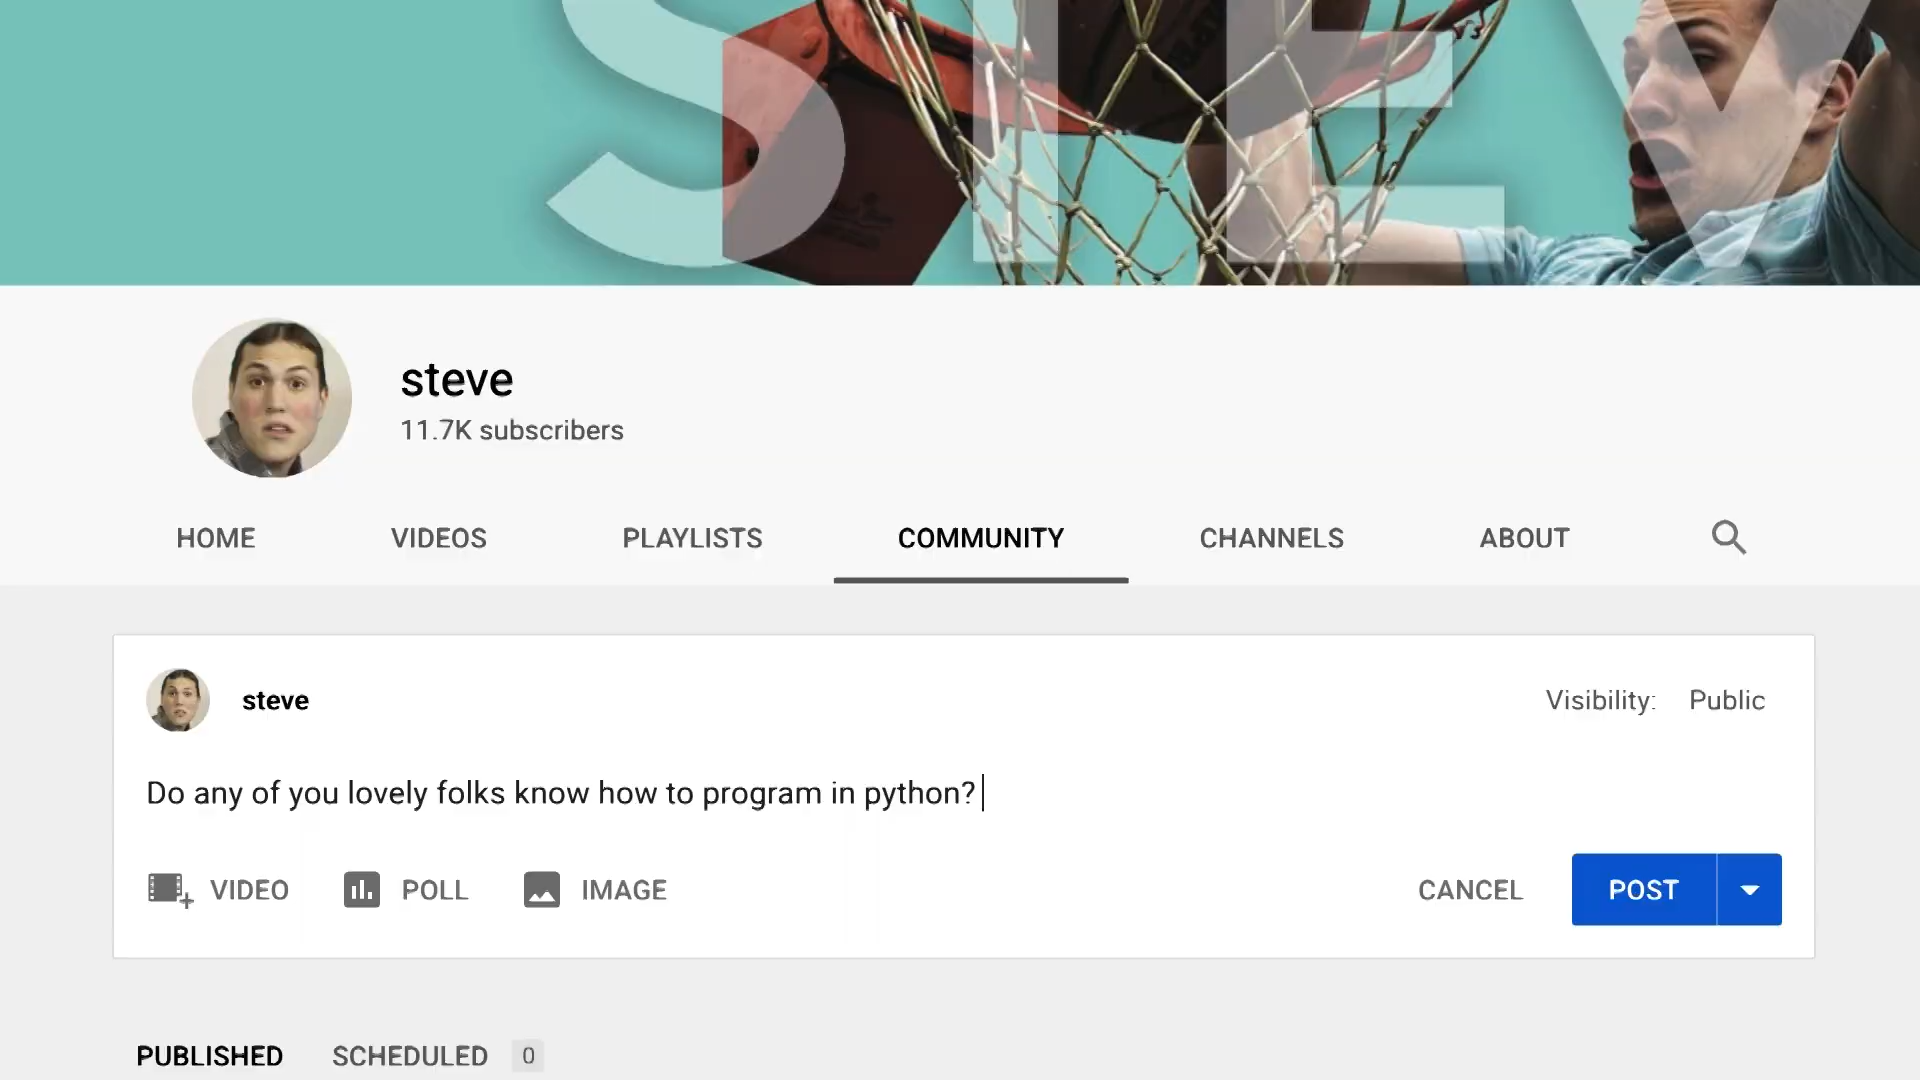 STEV
steve
11.7K subscribers
HOME VIDEOS PLAYLISTS COMMUNITY CHANNELS ABOUT
steve Visibility: Public
Do any of you lovely folks know how to program in python?
VIDEO POLL IMAGE CANCEL POST
PUBLISHED SCHEDULED 0